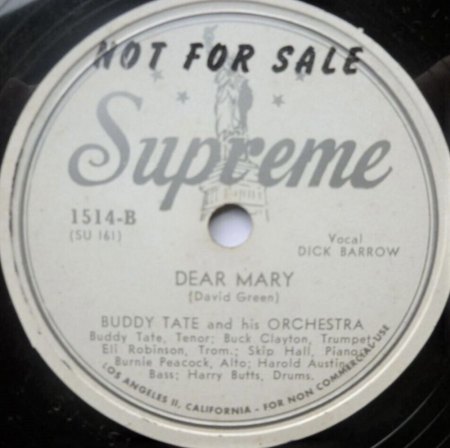 NOT FOR SALE
Supreme
1514-B
(SU 161)
Vocal
DICK BARROW
DEAR MARY
(David Green)
BUDDY TATE and his ORCHESTRA
Buddy Tate, Tenor; Buck Clayton, Trumpet;
Eli Robinson, Trom.; Skip Hall, Piano;
Burnie Peacock, Alto; Harold Austin,
Bass; Harry Butts, Drums.
LOS ANGELES II, CALIFORNIA - FOR NON COMMERCIAL USE